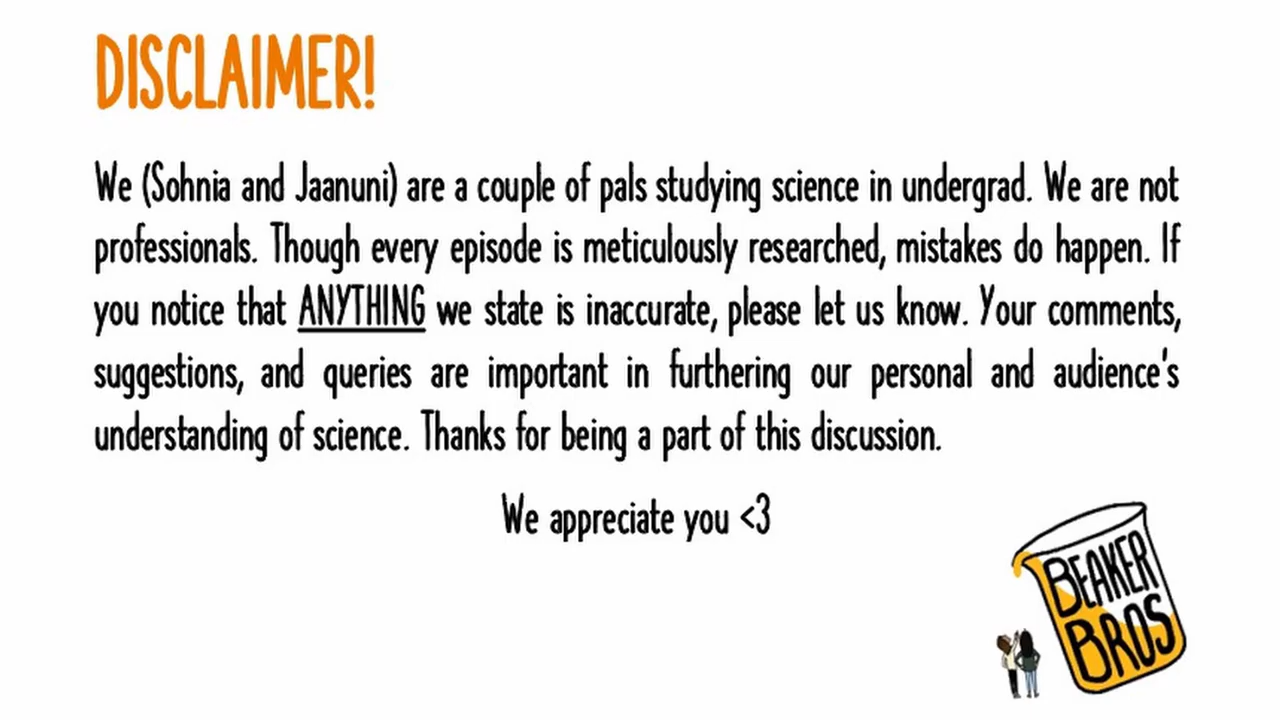 DISCLAIMER!
We (Sohnia and Jaanuni) are a couple of pals studying science in undergrad. We are not
professionals. Though every episode is meticulously researched, mistakes do happen. If
you notice that ANYTHING we state is inaccurate, please let us know. Your comments,
suggestions, and queries are important in furthering our personal and audience's
understanding of science. Thanks for being a part of this discussion.
We appreciate you <3
BEAKER
BROS